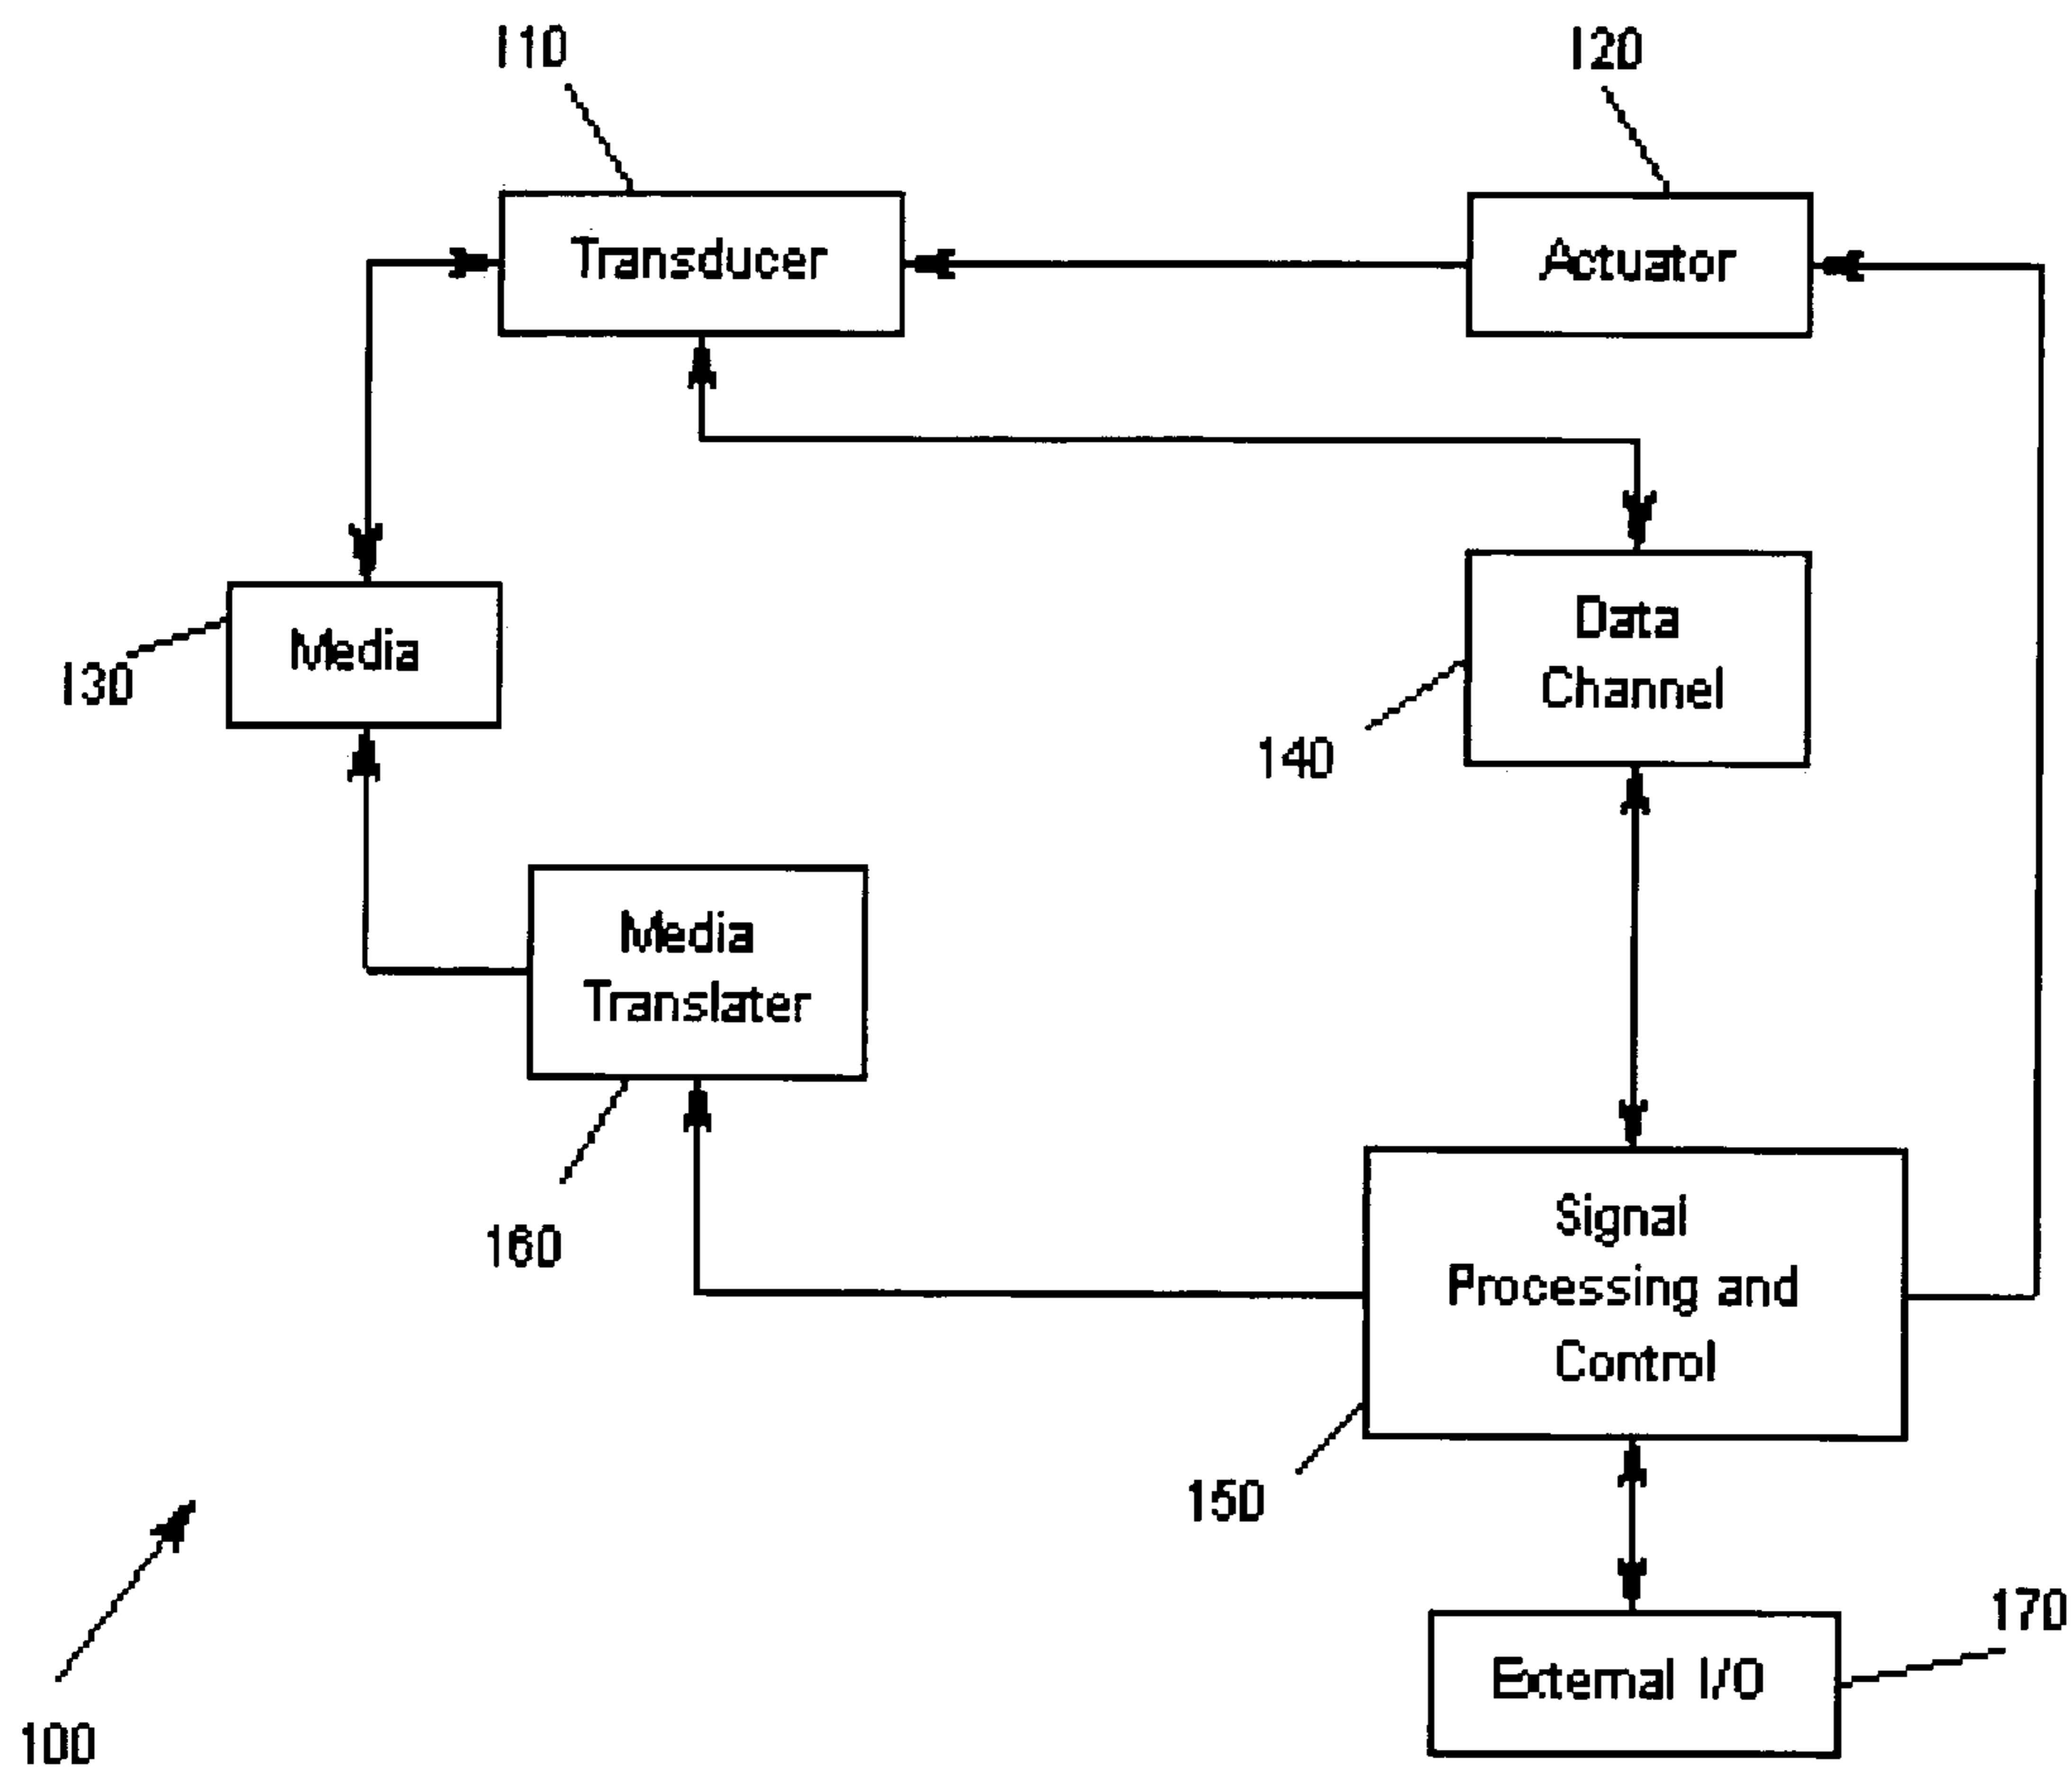 110
120
Transducer
Actuator
Media
130
Data
Channel
140
Media
Translater
160
Signal
Processing and
Control
150
170
External I/O
100